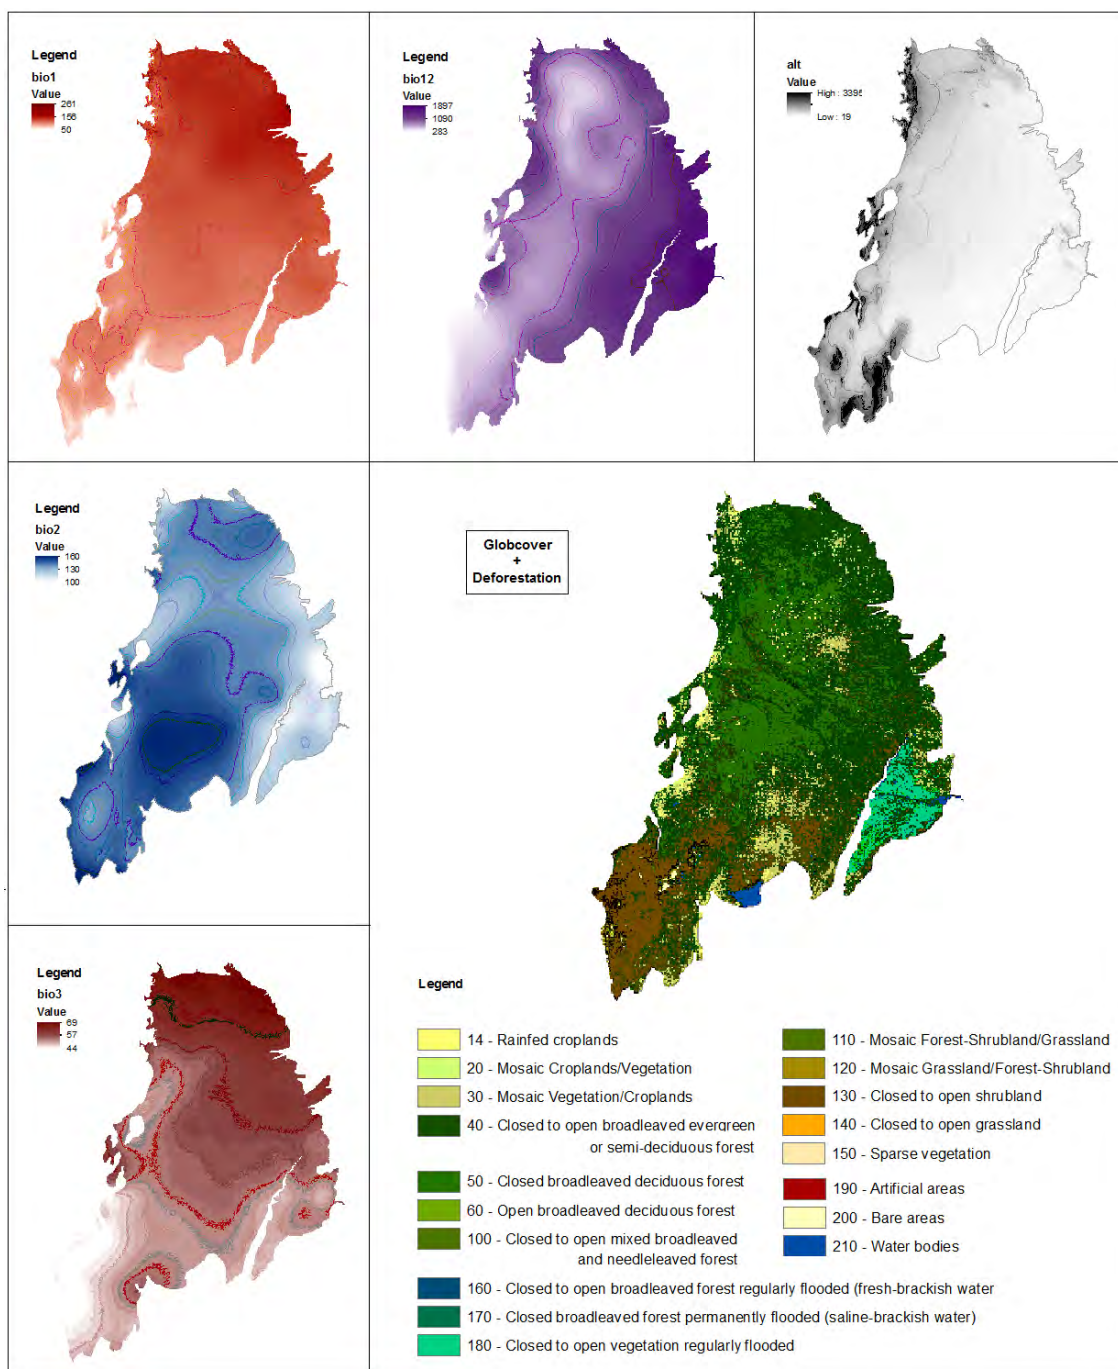 Legend
bio1
Value
261
156
50
Legend
bio12
Value
1897
1090
283
alt
Value
High : 3395
Low : 19
Legend
bio2
Value
160
130
100
Globcover
+
Deforestation
Legend
bio3
Value
69
57
44
Legend
14 - Rainfed croplands
20 - Mosaic Croplands/Vegetation
30 - Mosaic Vegetation/Croplands
40 - Closed to open broadleaved evergreen
or semi-deciduous forest
50 - Closed broadleaved deciduous forest
60 - Open broadleaved deciduous forest
100 - Closed to open mixed broadleaved
and needleleaved forest
110 - Mosaic Forest-Shrubland/Grassland
120 - Mosaic Grassland/Forest-Shrubland
130 - Closed to open shrubland
140 - Closed to open grassland
150 - Sparse vegetation
190 - Artificial areas
200 - Bare areas
210 - Water bodies
160 - Closed to open broadleaved forest regularly flooded (fresh-brackish water
170 - Closed broadleaved forest permanently flooded (saline-brackish water)
180 - Closed to open vegetation regularly flooded